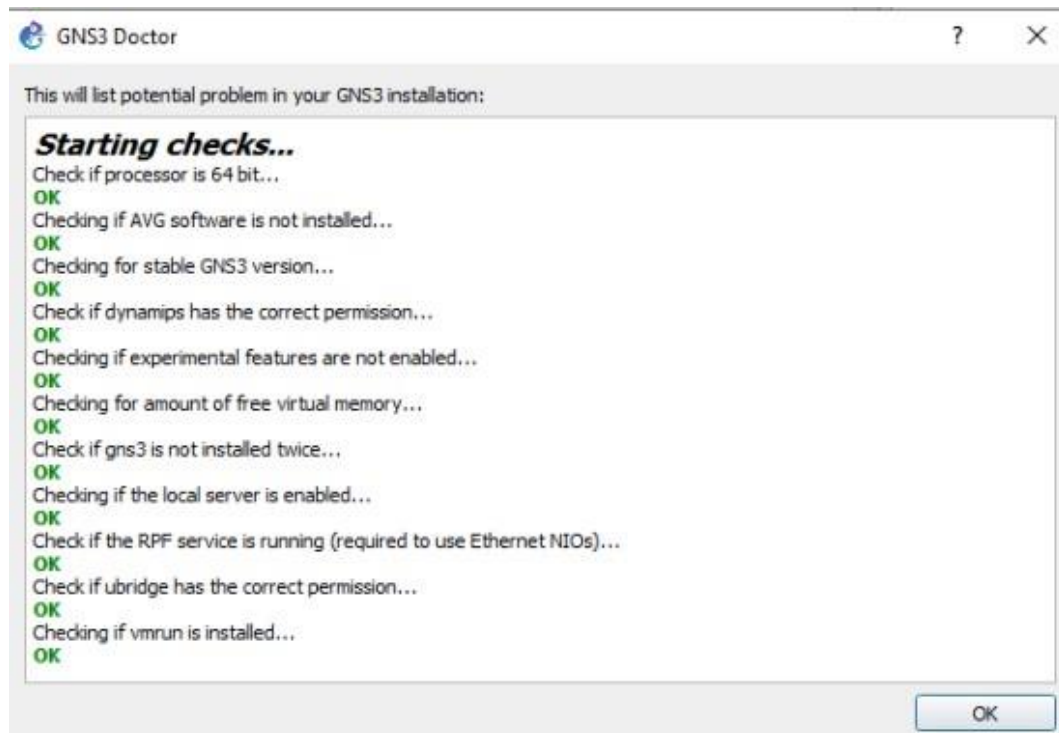 GNS3 Doctor
This will list potential problem in your GNS3 installation:
Starting checks...
Check if processor is 64 bit...
OK
Checking if AVG software is not installed...
OK
Checking for stable GNS3 version...
OK
Check if dynamips has the correct permission...
OK
Checking if experimental features are not enabled...
OK
Checking for amount of free virtual memory...
OK
Check if gns3 is not installed twice...
OK
Checking if the local server is enabled...
OK
Check if the RPF service is running (required to use Ethernet NIOs)...
OK
Check if ubridge has the correct permission...
OK
Checking if vmrun is installed...
OK
OK